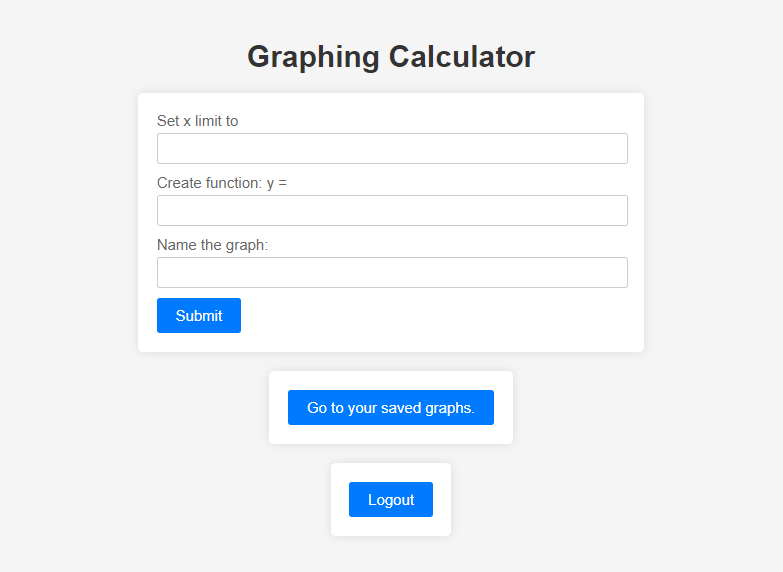 Graphing Calculator
Set x limit to
Create function: y =
Name the graph:
Submit
Go to your saved graphs.
Logout